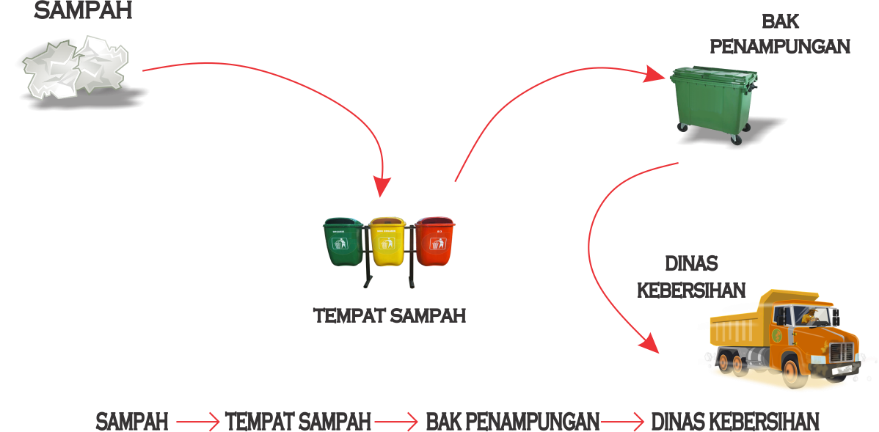 SAMPAH
BAK
PENAMPUNGAN
TEMPAT SAMPAH
DINAS
KEBERSIHAN
SAMPAH → TEMPAT SAMPAH → BAK PENAMPUNGAN → DINAS KEBERSIHAN